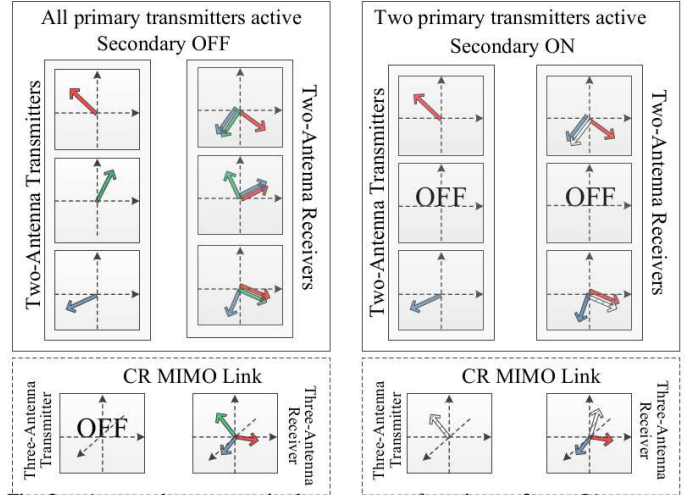 All primary transmitters active
Secondary OFF
Two-Antenna Transmitters
Two-Antenna Receivers
CR MIMO Link
Three-Antenna
Transmitter
OFF
Three-Antenna
Receiver
Two primary transmitters active
Secondary ON
Two-Antenna Transmitters
OFF
OFF
Two-Antenna Receivers
CR MIMO Link
Three-Antenna
Transmitter
Three-Antenna
Receiver